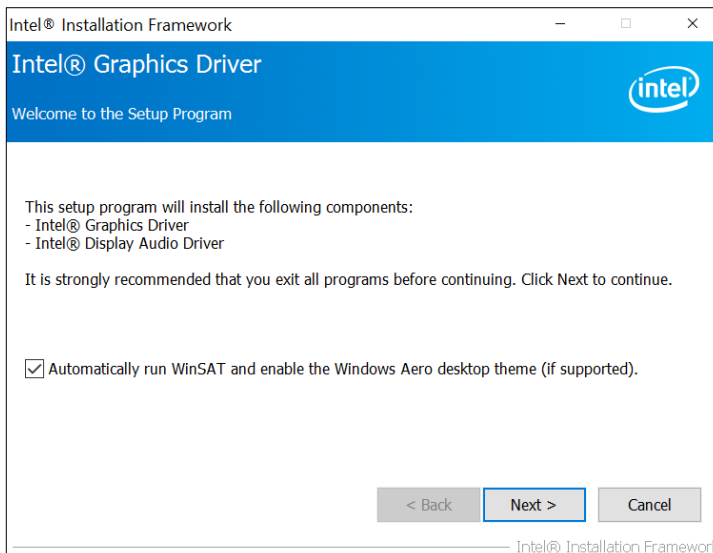 Intel® Installation Framework
Intel® Graphics Driver
intel
Welcome to the Setup Program
This setup program will install the following components:
- Intel® Graphics Driver
- Intel® Display Audio Driver
It is strongly recommended that you exit all programs before continuing. Click Next to continue.
Automatically run WinSAT and enable the Windows Aero desktop theme (if supported).
< Back Next > Cancel
Intel® Installation Framework